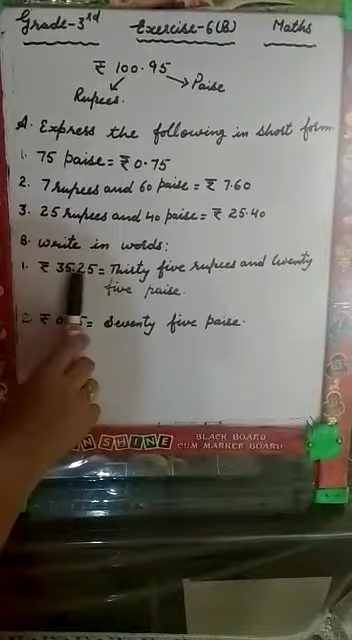 Grade-3rd Exercise-6(B) Maths
₹ 100.95
Rupees. Paise
A. Express the following in short form.
1. 75 paise = ₹ 0.75
2. 7 rupees and 60 paise = ₹ 7.60
3. 25 rupees and 40 paise = ₹ 25.40
B. Write in words:
1. ₹ 35.25 = Thirty five rupees and twenty
five paise.
2. ₹ 5 = Seventy five paise.
SUN SHINE BLACK BOARD
CUM MARKER BOARD